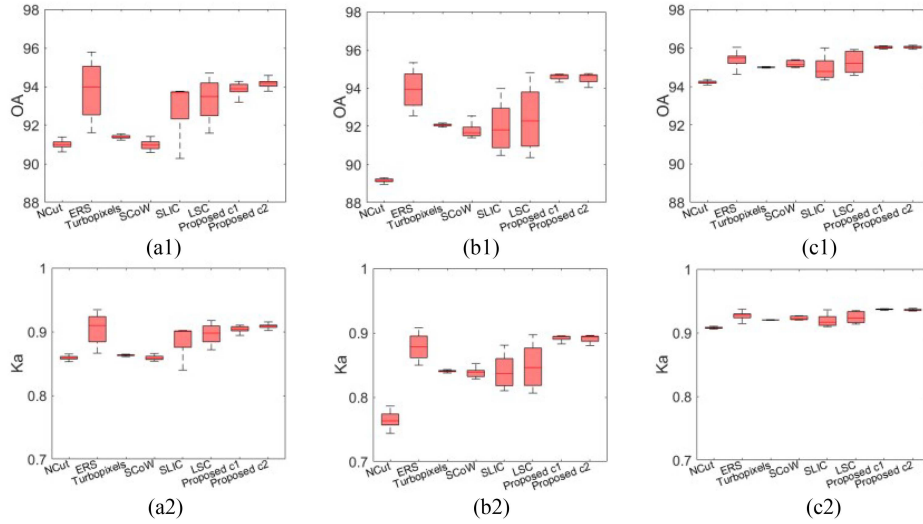 98
96
94
92
90
88
OA
NCut
ERS
Turbopixels
SCoW
SLIC
LSC
Proposed c1
Proposed c2
(a1)
98
96
94
92
90
88
OA
NCut
ERS
Turbopixels
SCoW
SLIC
LSC
Proposed c1
Proposed c2
(b1)
98
96
94
92
90
88
OA
NCut
ERS
Turbopixels
SCoW
SLIC
LSC
Proposed c1
Proposed c2
(c1)
1
0.9
0.8
0.7
Ka
NCut
ERS
Turbopixels
SCoW
SLIC
LSC
Proposed c1
Proposed c2
(a2)
1
0.9
0.8
0.7
Ka
NCut
ERS
Turbopixels
SCoW
SLIC
LSC
Proposed c1
Proposed c2
(b2)
1
0.9
0.8
0.7
Ka
NCut
ERS
Turbopixels
SCoW
SLIC
LSC
Proposed c1
Proposed c2
(c2)